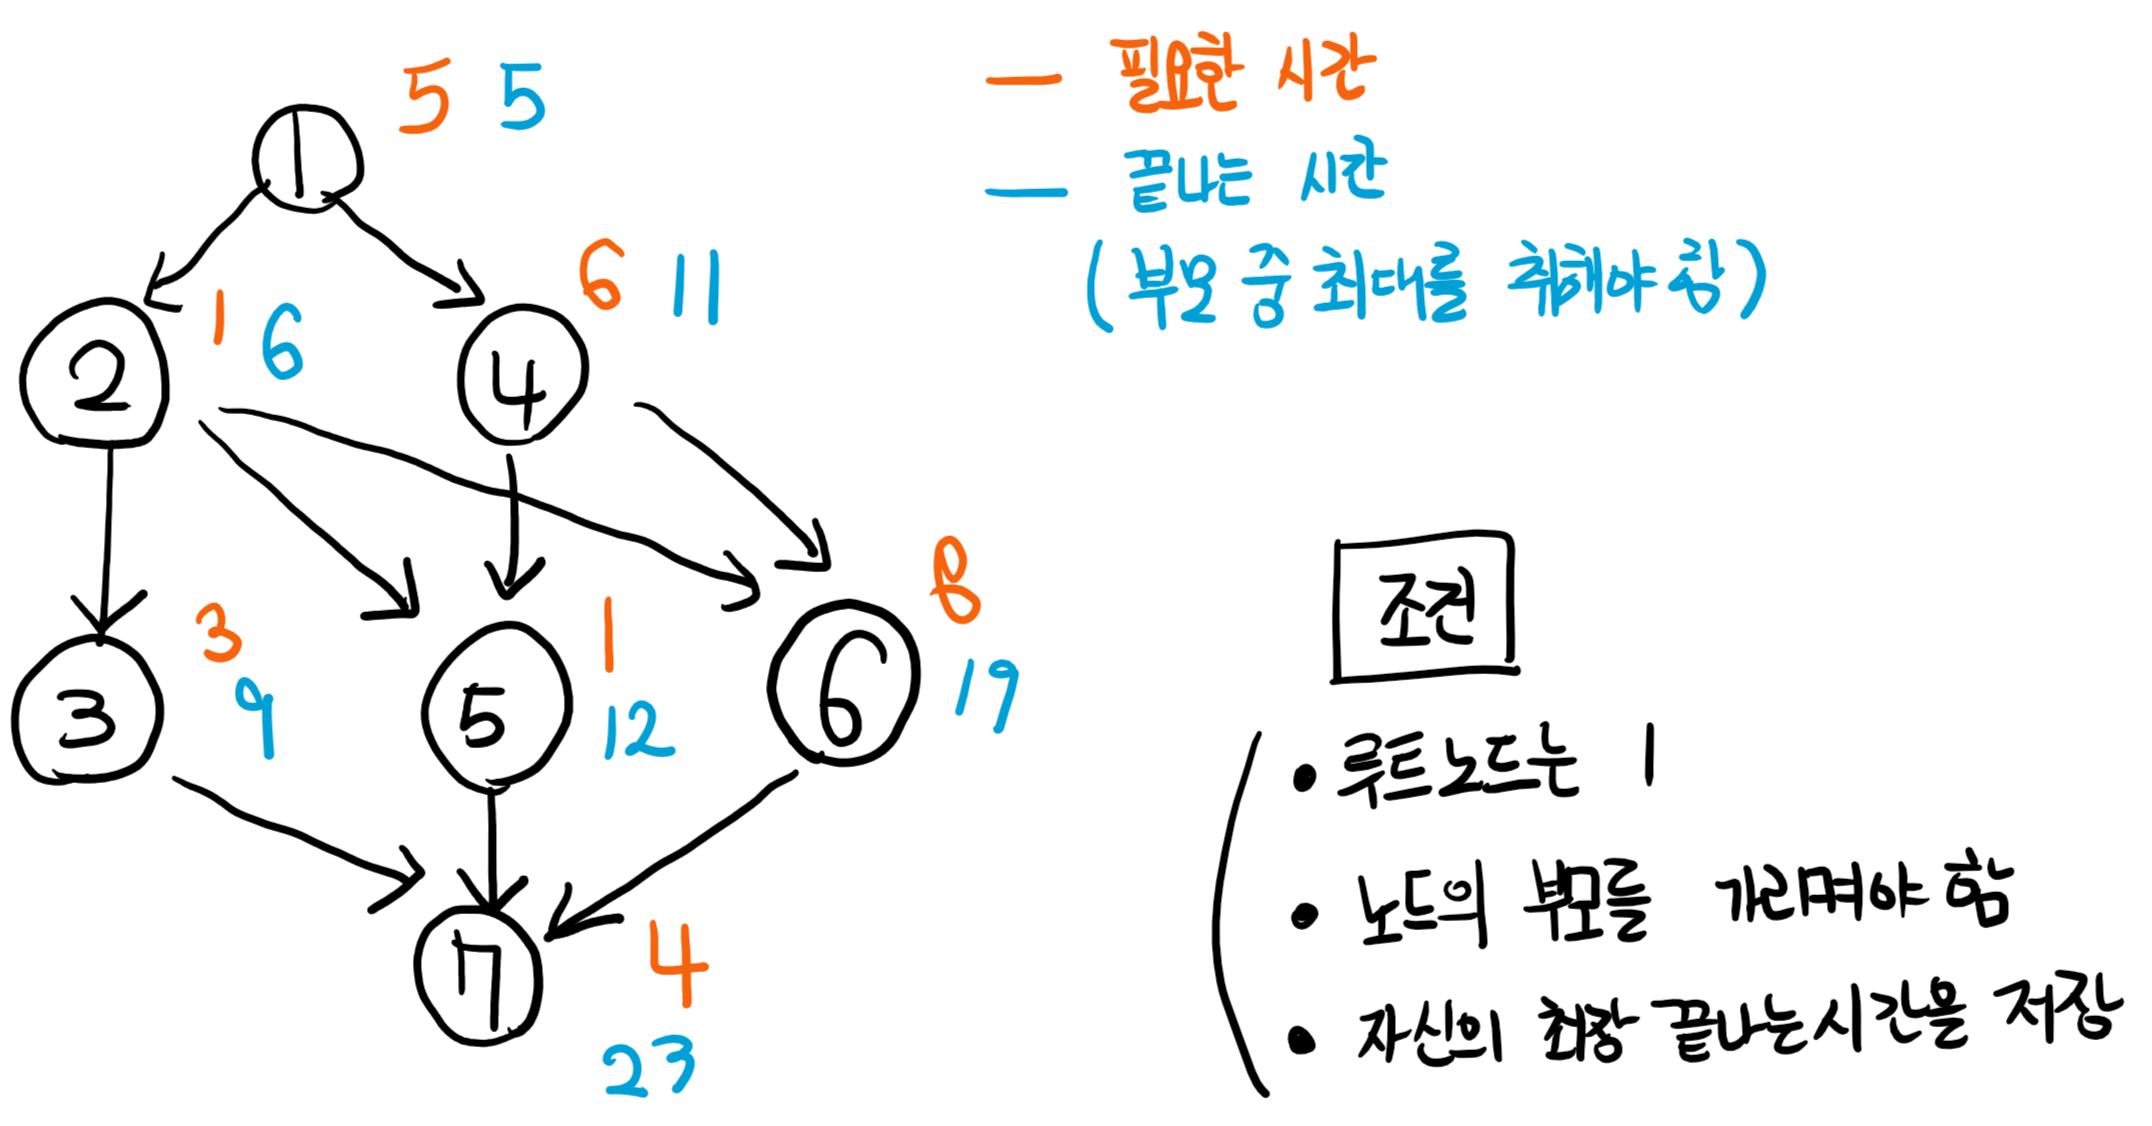 5 5
— 필요한 시간
1
— 끝나는 시간
6 11
(부모 중 최대를 취해야 함)
1 6
2
4
8
3
9
1
12
19
3
5
6
조건
• 루트노드는 1
• 노드의 부모를 가리켜야 함
• 자신의 최장 끝나는 시간을 저장
7
4
23